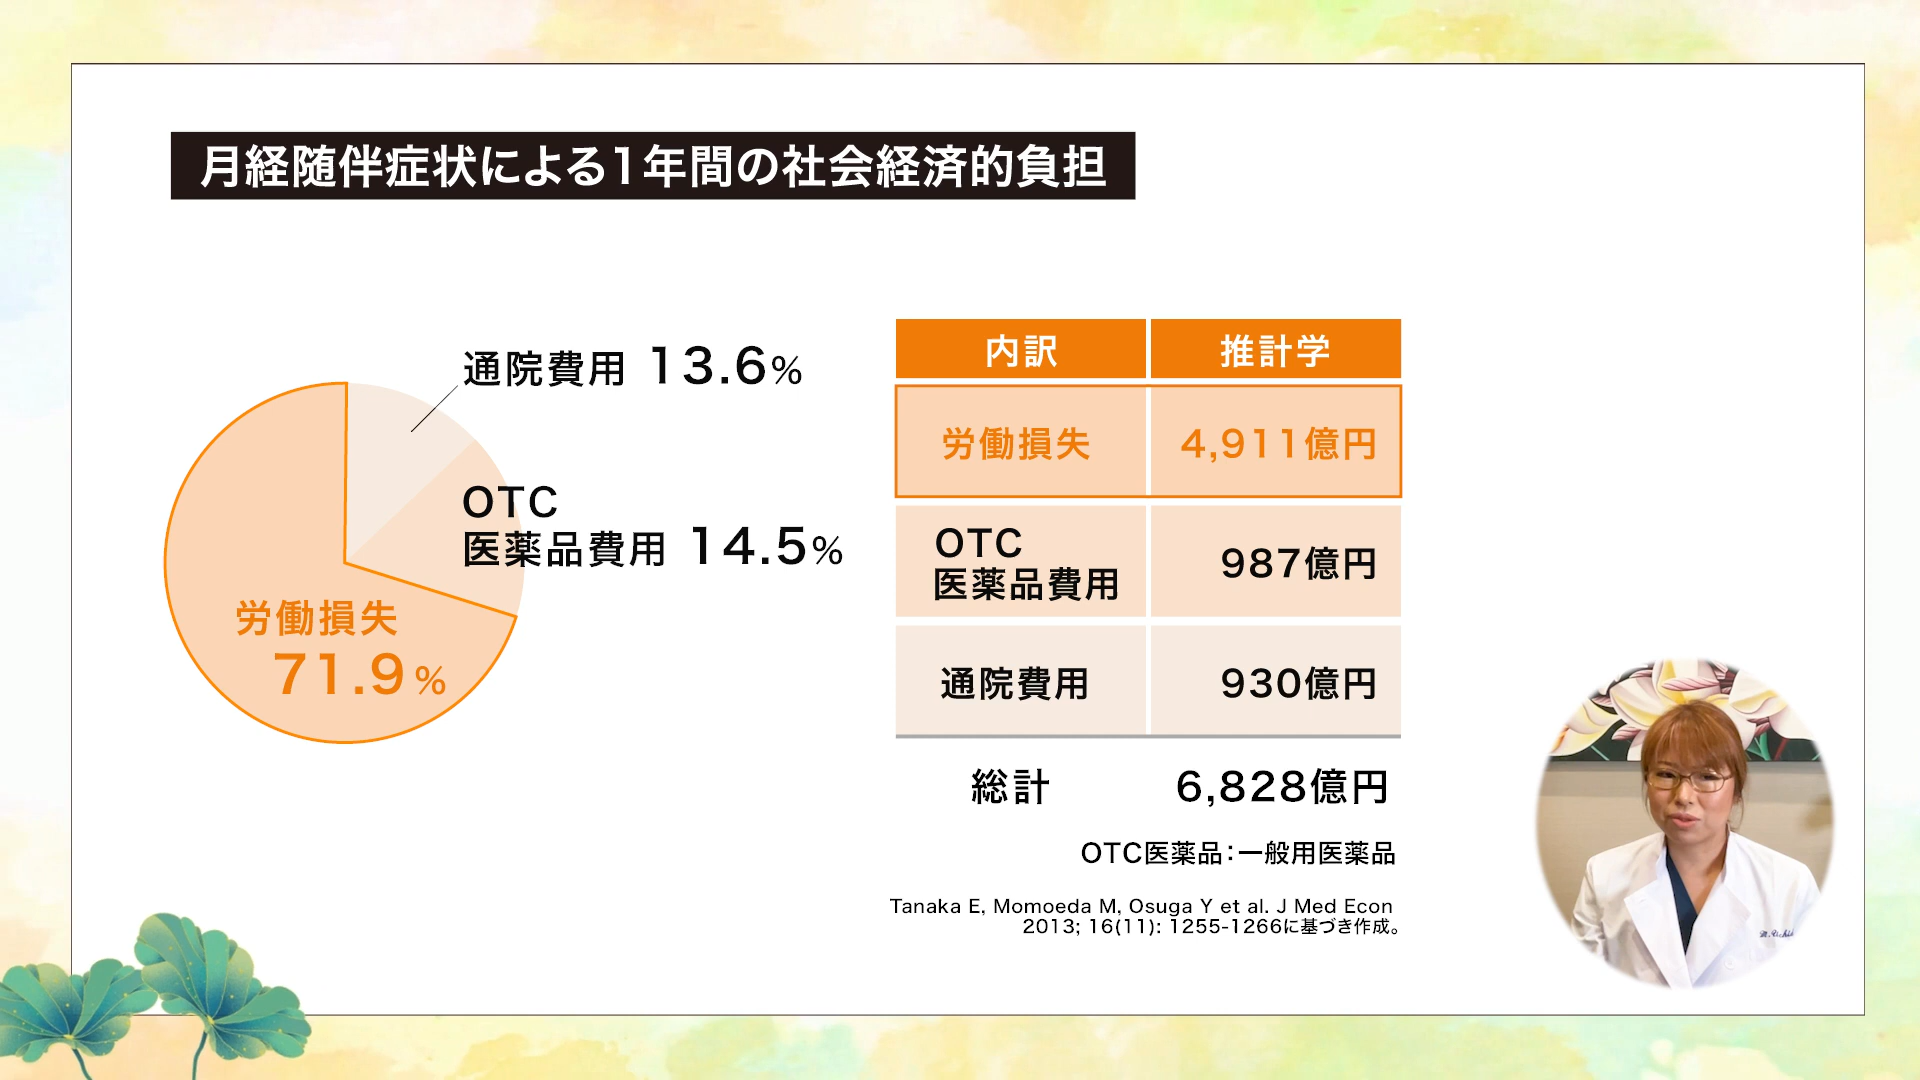 月経随伴症状による1年間の社会経済的負担
通院費用 13.6%
OTC
医薬品費用 14.5%
労働損失
71.9%
内訳 推計学
労働損失 4,911億円
OTC
医薬品費用 987億円
通院費用 930億円
総計 6,828億円
OTC医薬品：一般用医薬品
Tanaka E, Momoeda M, Osuga Y et al. J Med Econ
2013; 16(11): 1255-1266に基づき作成。